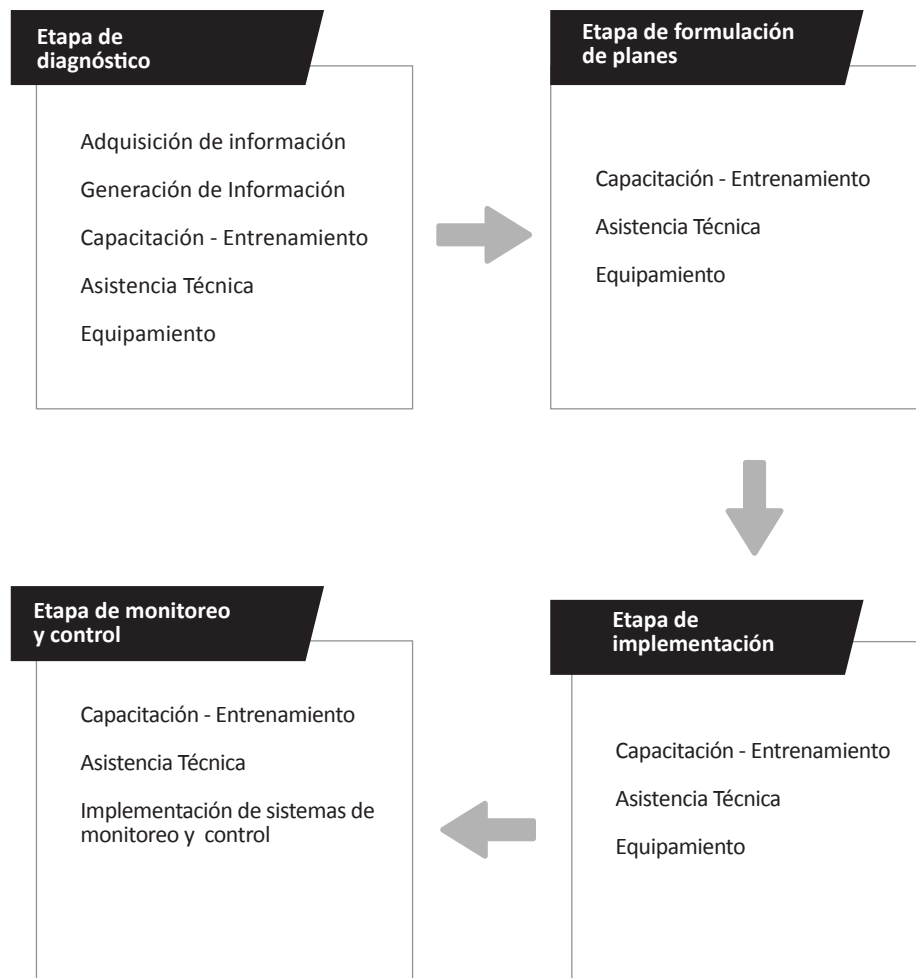 Etapa de
diagnóstico
Adquisición de información
Generación de Información
Capacitación - Entrenamiento
Asistencia Técnica
Equipamiento
Etapa de formulación
de planes
Capacitación - Entrenamiento
Asistencia Técnica
Equipamiento
Etapa de
implementación
Capacitación - Entrenamiento
Asistencia Técnica
Equipamiento
Etapa de monitoreo
y control
Capacitación - Entrenamiento
Asistencia Técnica
Implementación de sistemas de
monitoreo y control